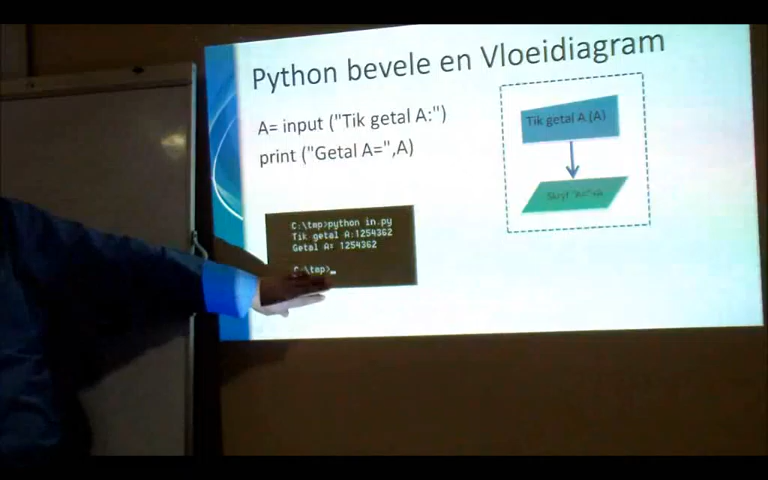 Python bevele en Vloeidiagram
A= input ("Tik getal A:")
print ("Getal A=",A)
Tik getal A (A)
Skryf "A=" A
C:\tmp>python in.py
Tik getal A:1254362
Getal A= 1254362
C:\tmp>_